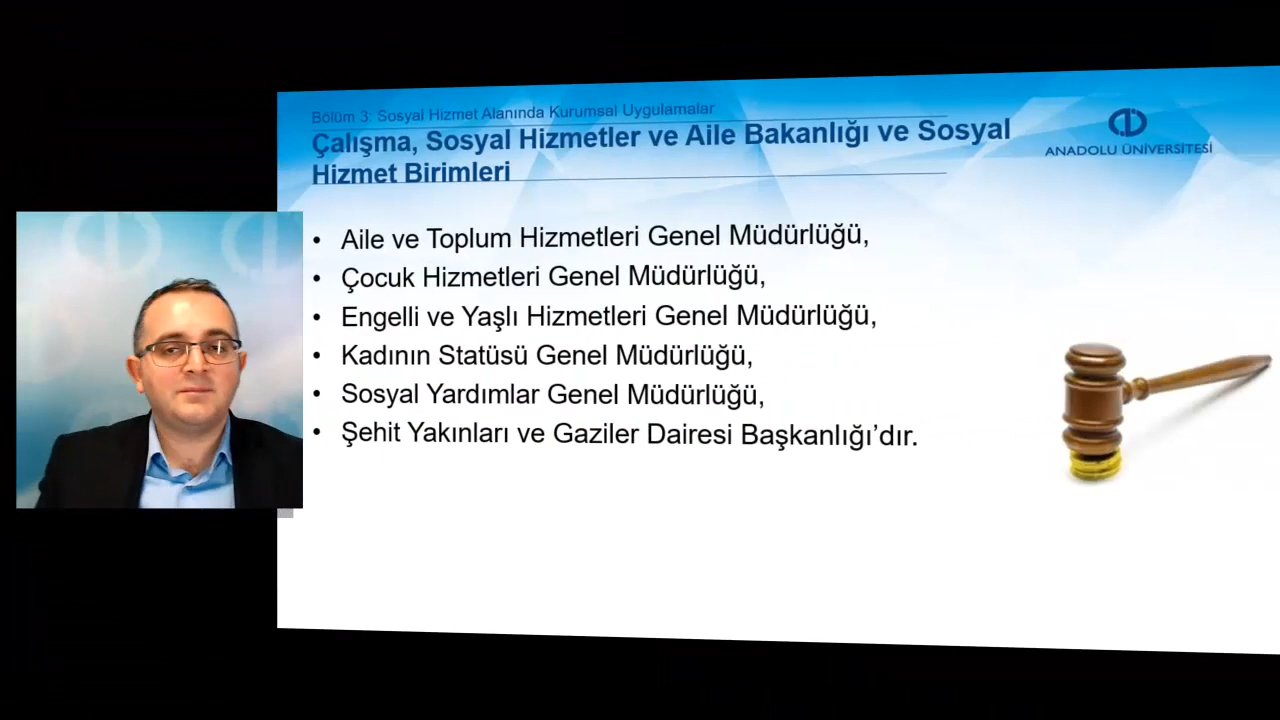 Bölüm 3: Sosyal Hizmet Alanında Kurumsal Uygulamalar
Çalışma, Sosyal Hizmetler ve Aile Bakanlığı ve Sosyal
Hizmet Birimleri
ANADOLU ÜNİVERSİTESİ
• Aile ve Toplum Hizmetleri Genel Müdürlüğü,
• Çocuk Hizmetleri Genel Müdürlüğü,
• Engelli ve Yaşlı Hizmetleri Genel Müdürlüğü,
• Kadının Statüsü Genel Müdürlüğü,
• Sosyal Yardımlar Genel Müdürlüğü,
• Şehit Yakınları ve Gaziler Dairesi Başkanlığı’dır.